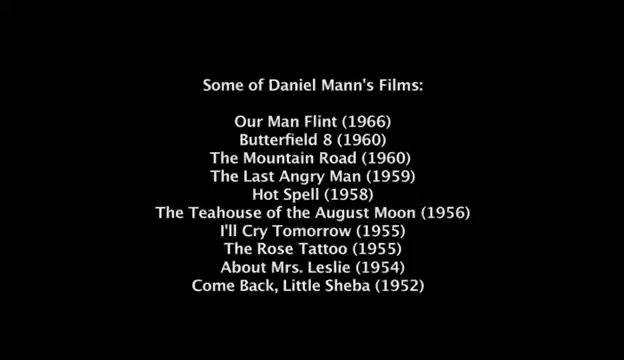 Some of Daniel Mann's Films:
Our Man Flint (1966)
Butterfield 8 (1960)
The Mountain Road (1960)
The Last Angry Man (1959)
Hot Spell (1958)
The Teahouse of the August Moon (1956)
I'll Cry Tomorrow (1955)
The Rose Tattoo (1955)
About Mrs. Leslie (1954)
Come Back, Little Sheba (1952)